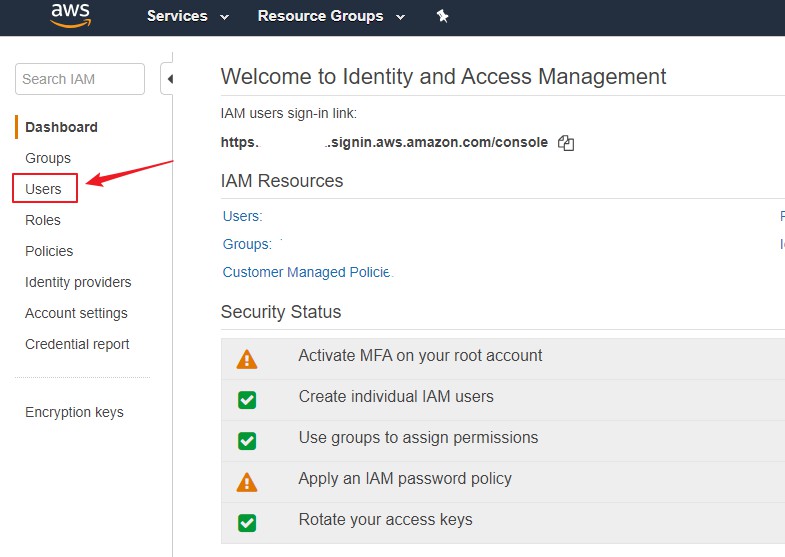 aws
Services
Resource Groups
Search IAM
Dashboard
Groups
Users
Roles
Policies
Identity providers
Account settings
Credential report
Encryption keys
Welcome to Identity and Access Management
IAM users sign-in link:
https. .signin.aws.amazon.com/console
IAM Resources
Users:
Groups:
Customer Managed
Security Status
Activate MFA on your root account
Create individual IAM users
Use groups to assign permissions
Apply an IAM password policy
Rotate your access keys